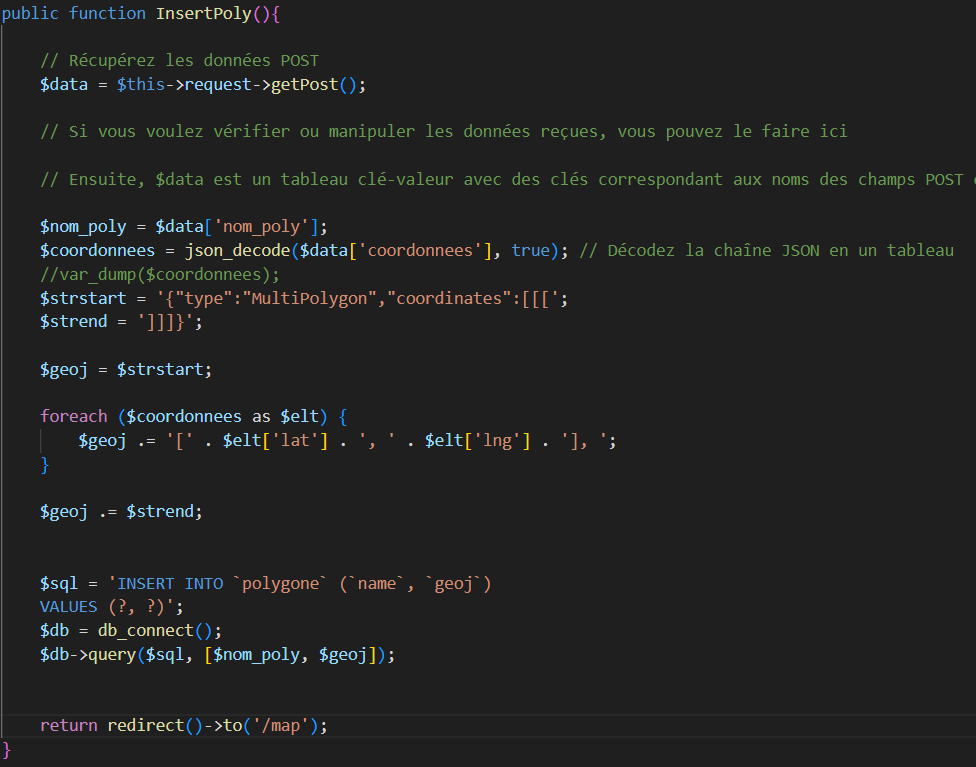 public function InsertPoly(){
// Récupérez les données POST
$data = $this->request->getPost();
// Si vous voulez vérifier ou manipuler les données reçues, vous pouvez le faire ici
// Ensuite, $data est un tableau clé-valeur avec des clés correspondant aux noms des champs POST
$nom_poly = $data['nom_poly'];
$coordonnees = json_decode($data['coordonnees'], true); // Décodez la chaîne JSON en un tableau
//var_dump($coordonnees);
$strstart = '{"type":"MultiPolygon","coordinates":[[[';
$strend = ']]]}';
$geoj = $strstart;
foreach ($coordonnees as $elt) {
$geoj .= '[' . $elt['lat'] . ', ' . $elt['lng'] . '], ';
}
$geoj .= $strend;
$sql = 'INSERT INTO `polygone` (`name`, `geoj`)
VALUES (?, ?)';
$db = db_connect();
$db->query($sql, [$nom_poly, $geoj]);
return redirect()->to('/map');
}